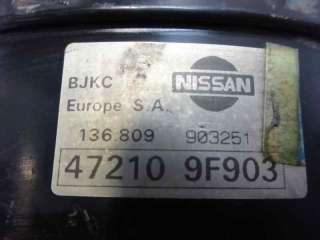 BJKC NISSAN
Europe S.A.
136.809 903251
47210 9F903